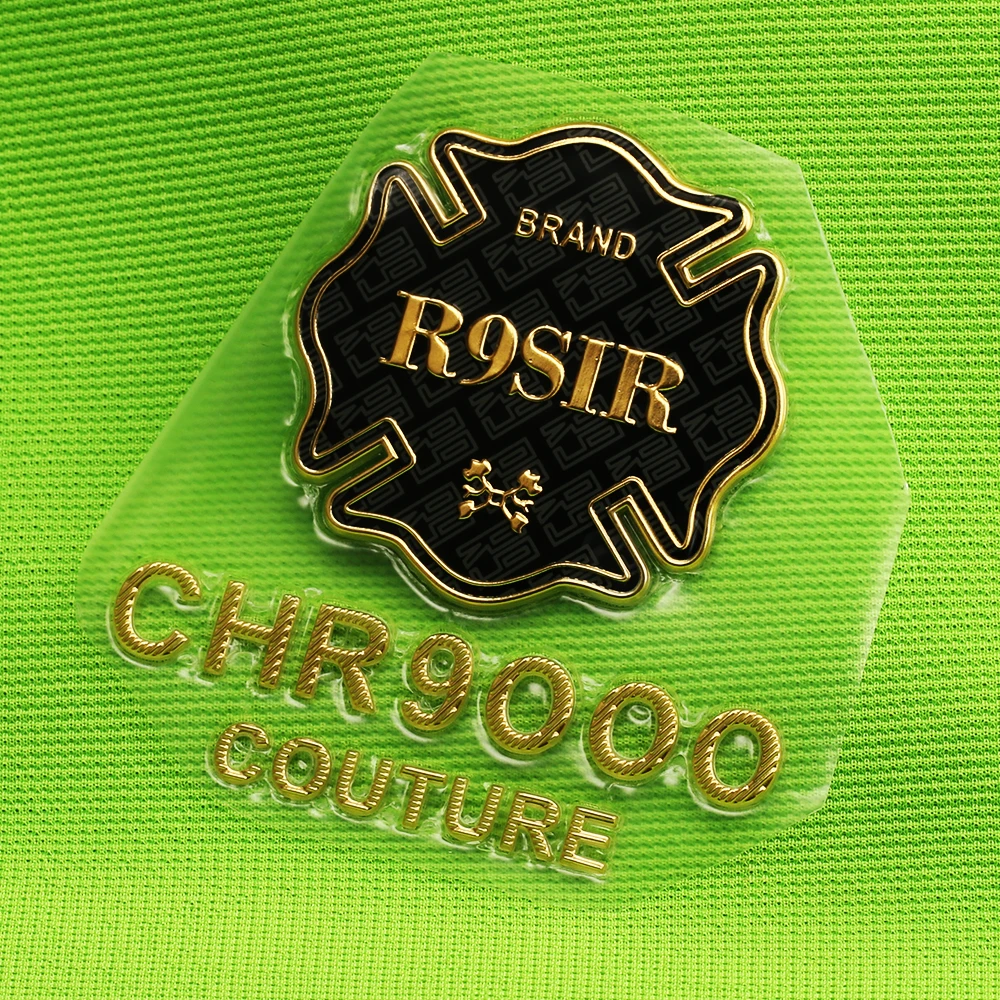 BRAND
R9SIR
CHR9000
COUTURE